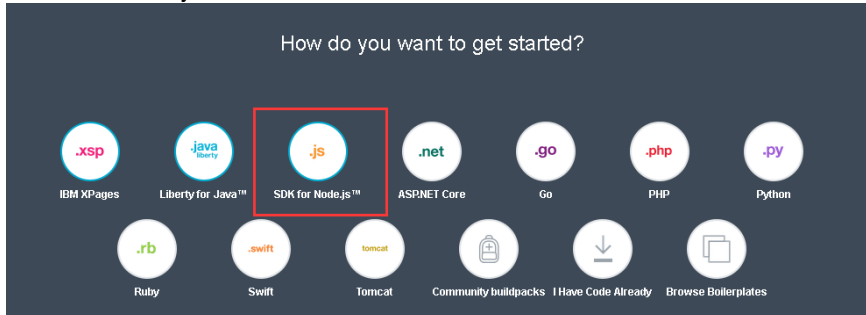 How do you want to get started?
.xsp
.java
liberty
.js
.net
.go
.php
.py
IBM XPages
Liberty for Java™
SDK for Node.js™
ASP.NET Core
Go
PHP
Python
.rb
.swift
tomcat
Ruby
Swift
Tomcat
Community buildpacks
I Have Code Already
Browse Boilerplates